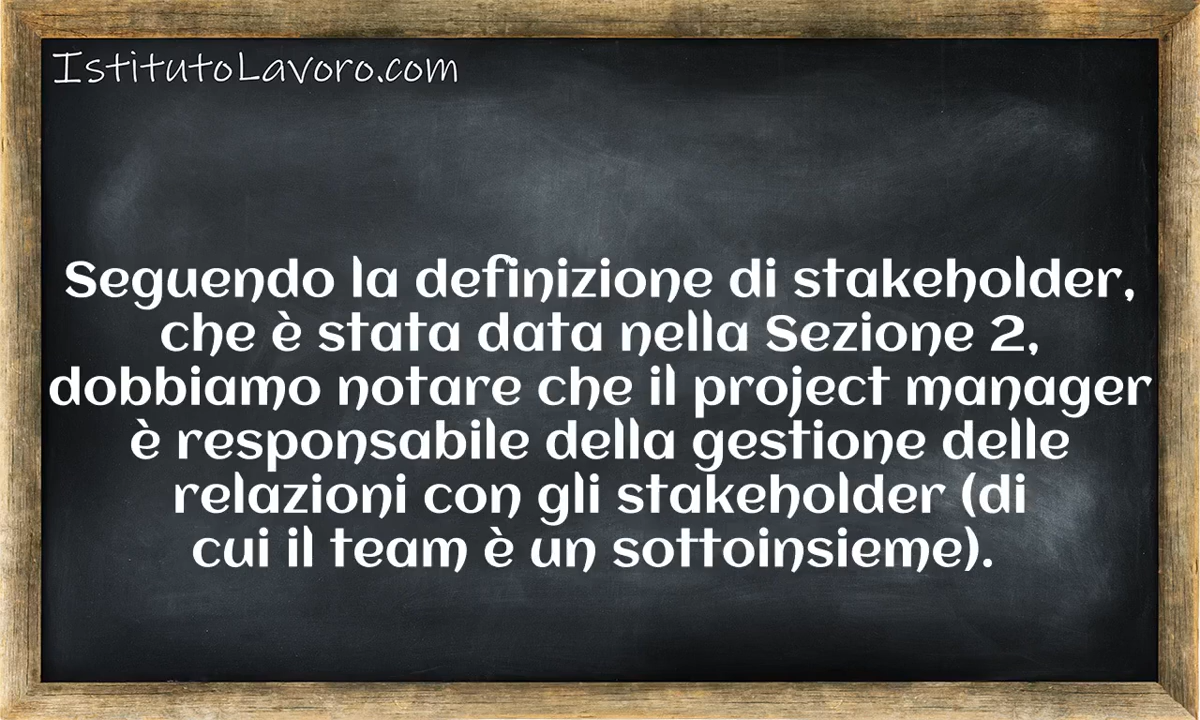 IstitutoLavoro.com
Seguendo la definizione di stakeholder,
che è stata data nella Sezione 2,
dobbiamo notare che il project manager
è responsabile della gestione delle
relazioni con gli stakeholder (di
cui il team è un sottoinsieme).